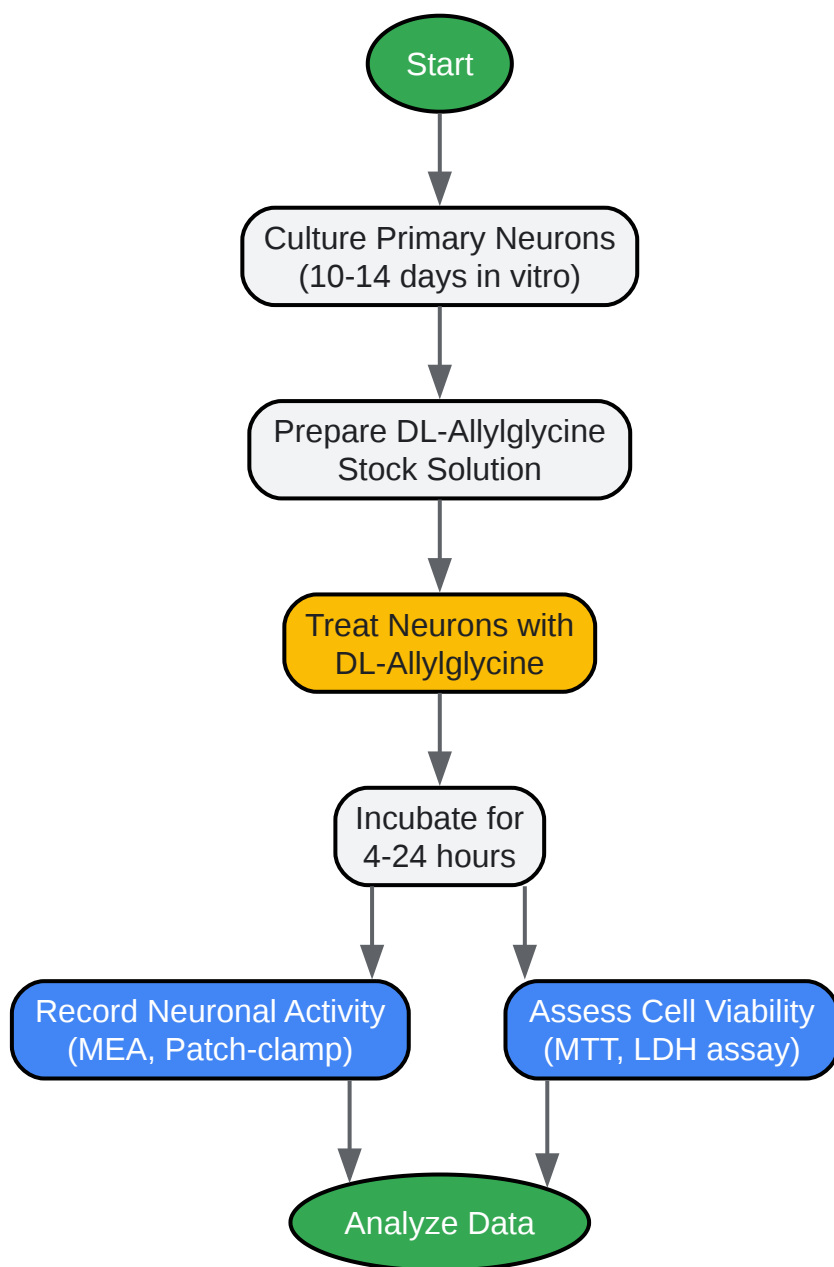 Start
Culture Primary Neurons
(10-14 days in vitro)
Prepare DL-Allylglycine
Stock Solution
Treat Neurons with
DL-Allylglycine
Incubate for
4-24 hours
Record Neuronal Activity
(MEA, Patch-clamp)
Assess Cell Viability
(MTT, LDH assay)
Analyze Data